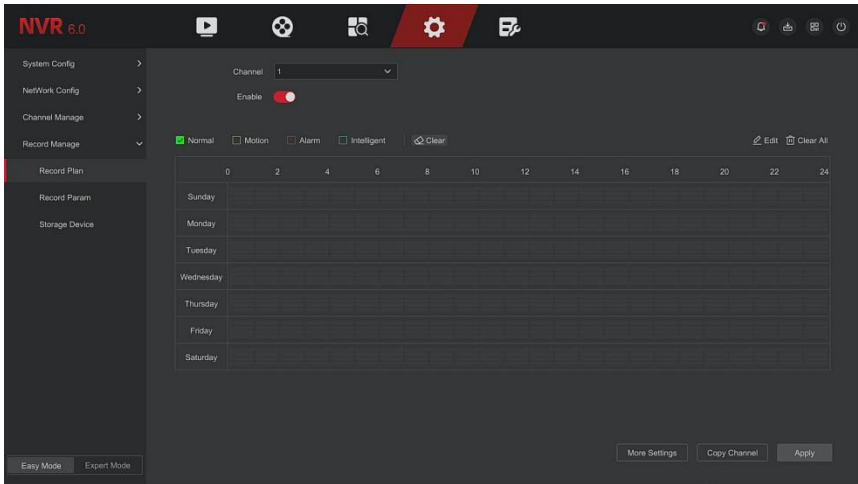 NVR 6.0
System Config
NetWork Config
Channel Manage
Record Manage
Record Plan
Record Param
Storage Device
Easy Mode Expert Mode
Channel 1
Enable
Normal Motion Alarm Intelligent Clear Edit Clear All
0 2 4 6 8 10 12 14 16 18 20 22 24
Sunday
Monday
Tuesday
Wednesday
Thursday
Friday
Saturday
More Settings Copy Channel Apply